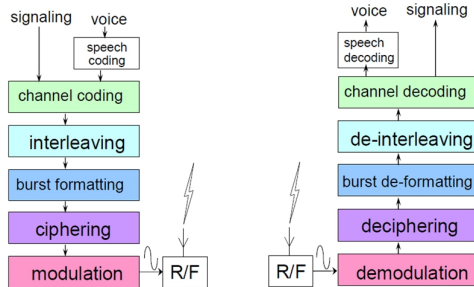 signaling
voice
speech
coding
channel coding
interleaving
burst formatting
ciphering
modulation
R/F
voice
signaling
speech
decoding
channel decoding
de-interleaving
burst de-formatting
deciphering
R/F
demodulation